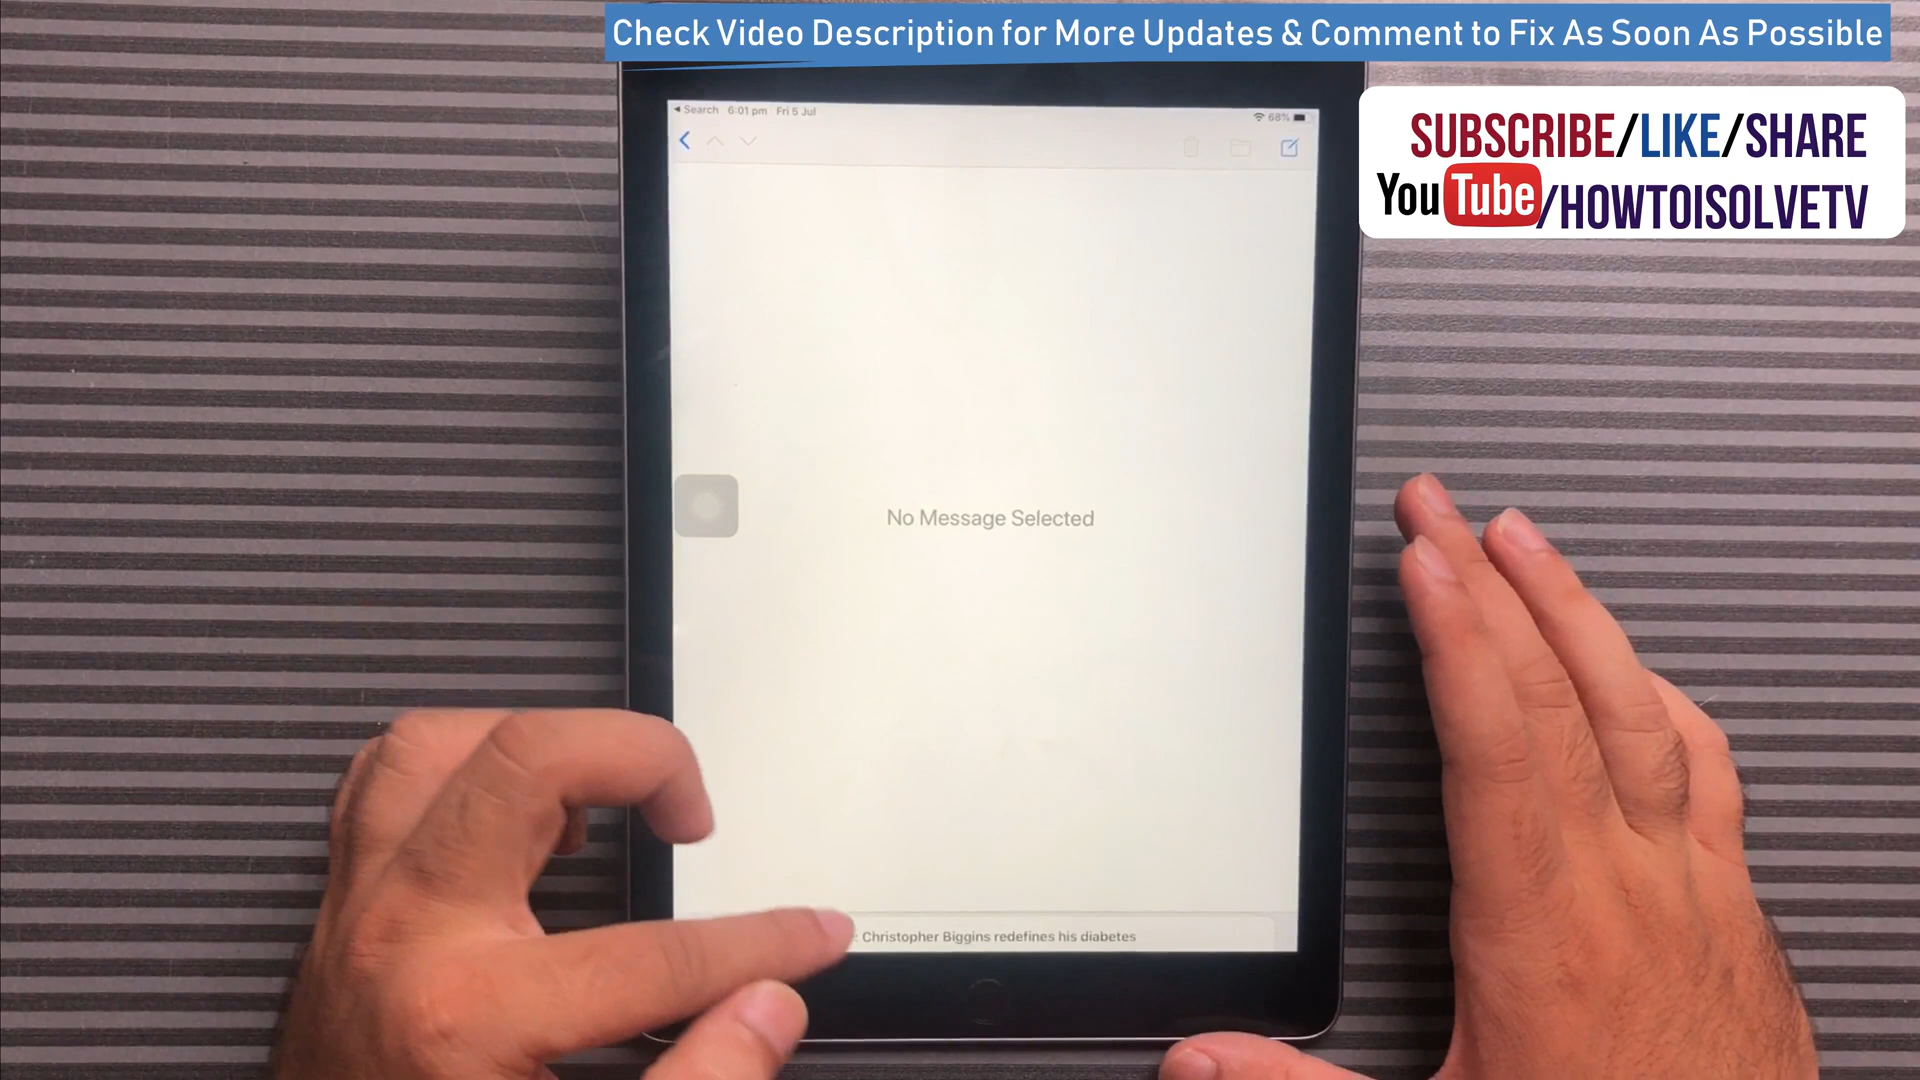 Check Video Description for More Updates & Comment to Fix As Soon As Possible
SUBSCRIBE/LIKE/SHARE
YouTube/HOWTOISOLVETV
Search 6:01 pm Fri 5 Jul
68%
No Message Selected
: Christopher Biggins redefines his diabetes